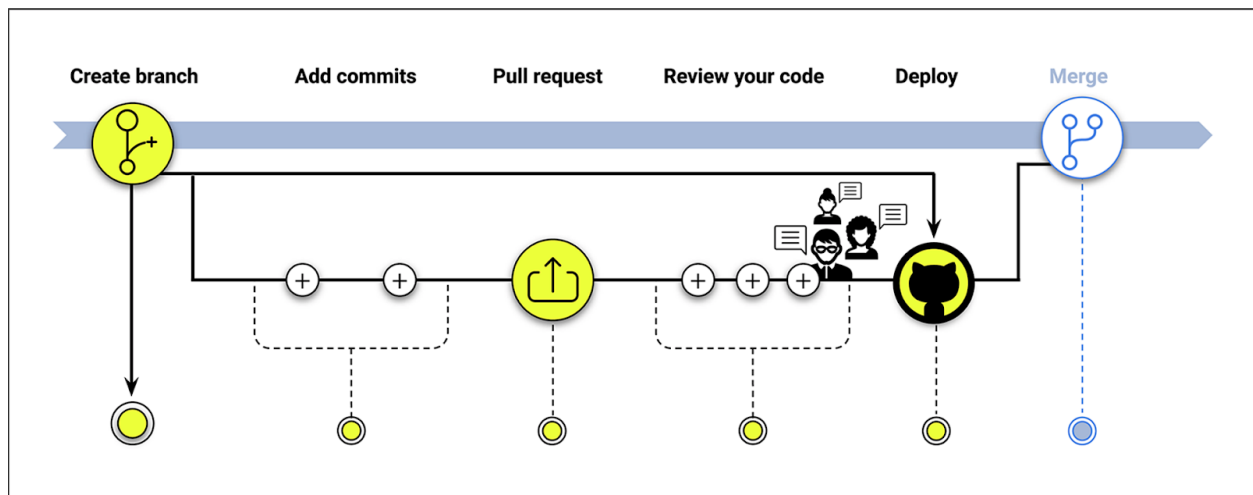 Create branch
Add commits
Pull request
Review your code
Deploy
Merge